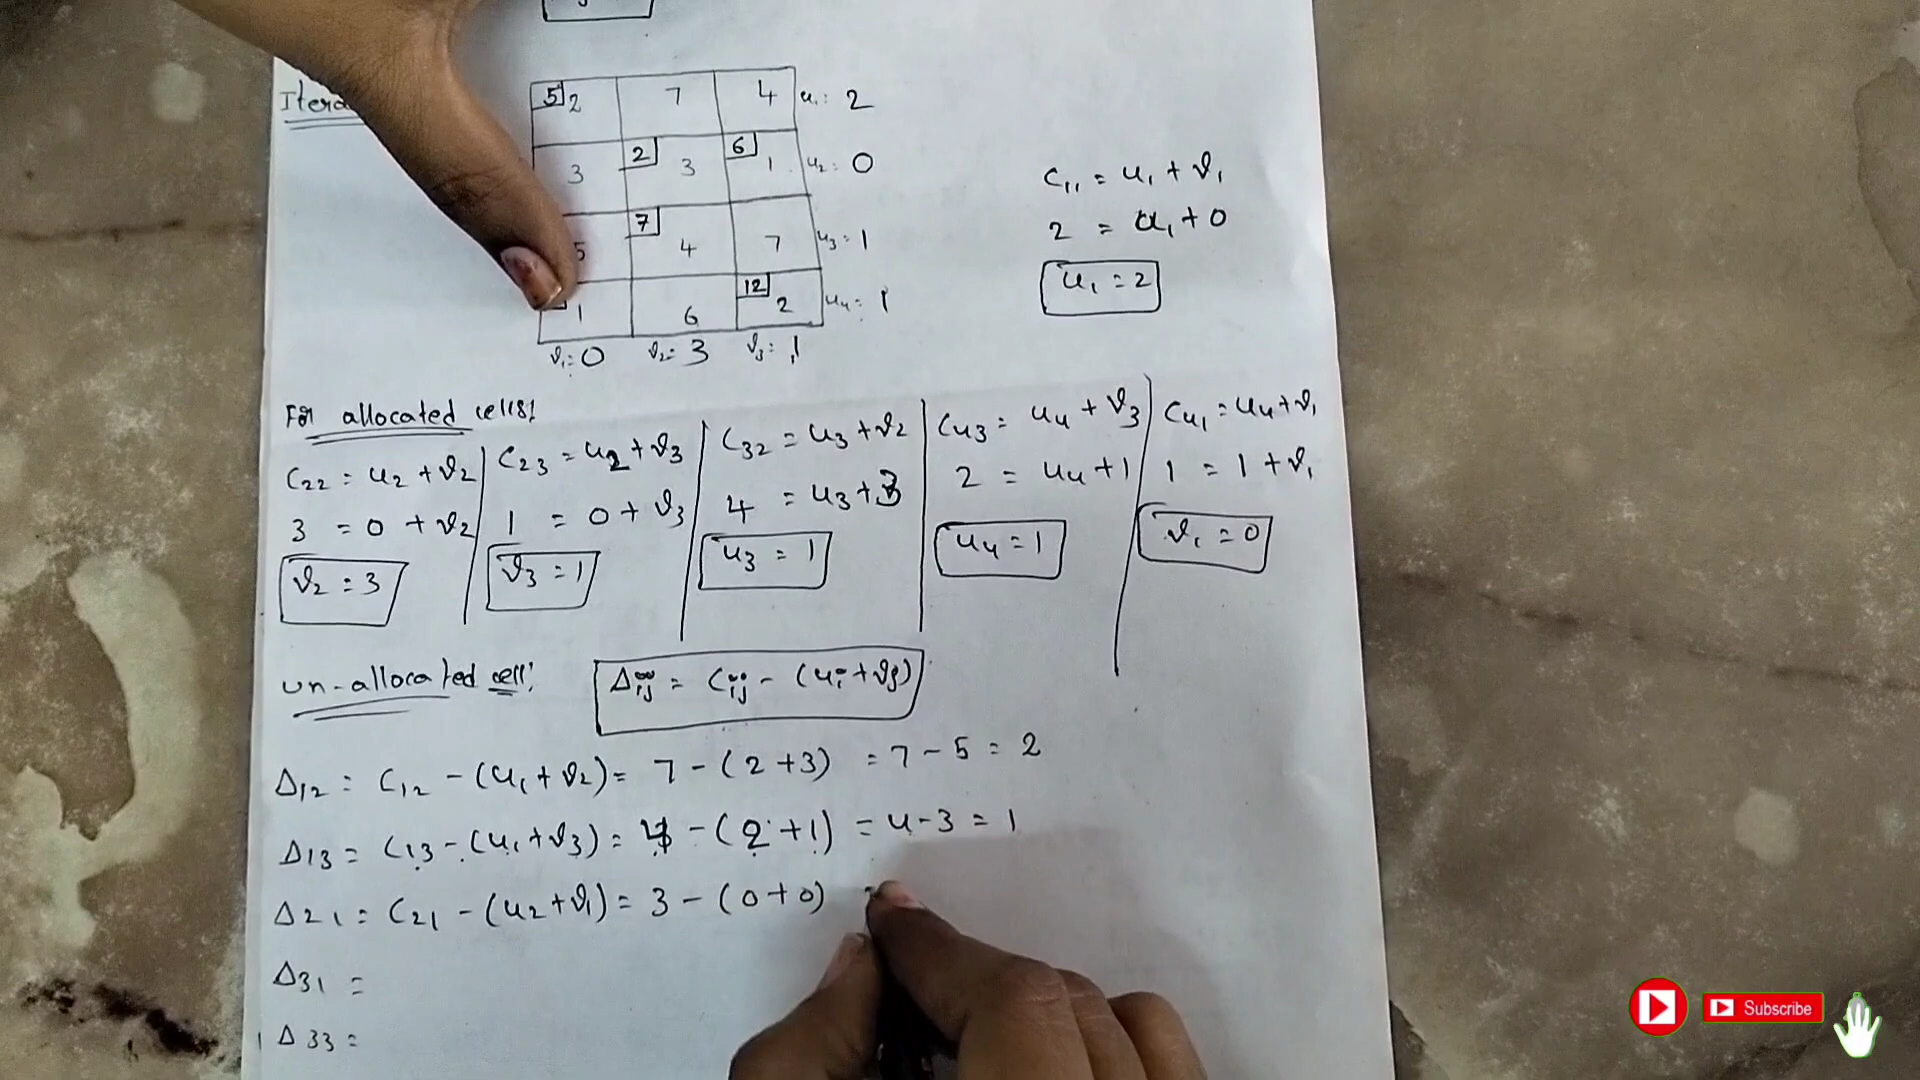 5 2 7 4 u₁: 2
3 2 3 6 1 u₂: 0
5 7 4 7 u₃: 1
1 6 12 2 u₄: 1
v₁: 0 v₂: 3 v₃: 1
C₁₁ = u₁ + v₁
2 = u₁ + 0
u₁ = 2
For allocated cells:
C₂₂ = u₂ + v₂
3 = 0 + v₂
v₂ = 3
C₂₃ = u₂ + v₃
1 = 0 + v₃
v₃ = 1
C₃₂ = u₃ + v₂
4 = u₃ + 3
u₃ = 1
C₄₃ = u₄ + v₃
2 = u₄ + 1
u₄ = 1
C₄₁ = u₄ + v₁
1 = 1 + v₁
v₁ = 0
un-allocated cell:
Δij = Cij - (ui + vj)
Δ12 = C12 - (u₁ + v₂) = 7 - (2 + 3) = 7 - 5 = 2
Δ13 = C13 - (u₁ + v₃) = 4 - (2 + 1) = 4 - 3 = 1
Δ21 = C21 - (u₂ + v₁) = 3 - (0 + 0)
Δ31 =
Δ33 =
Subscribe